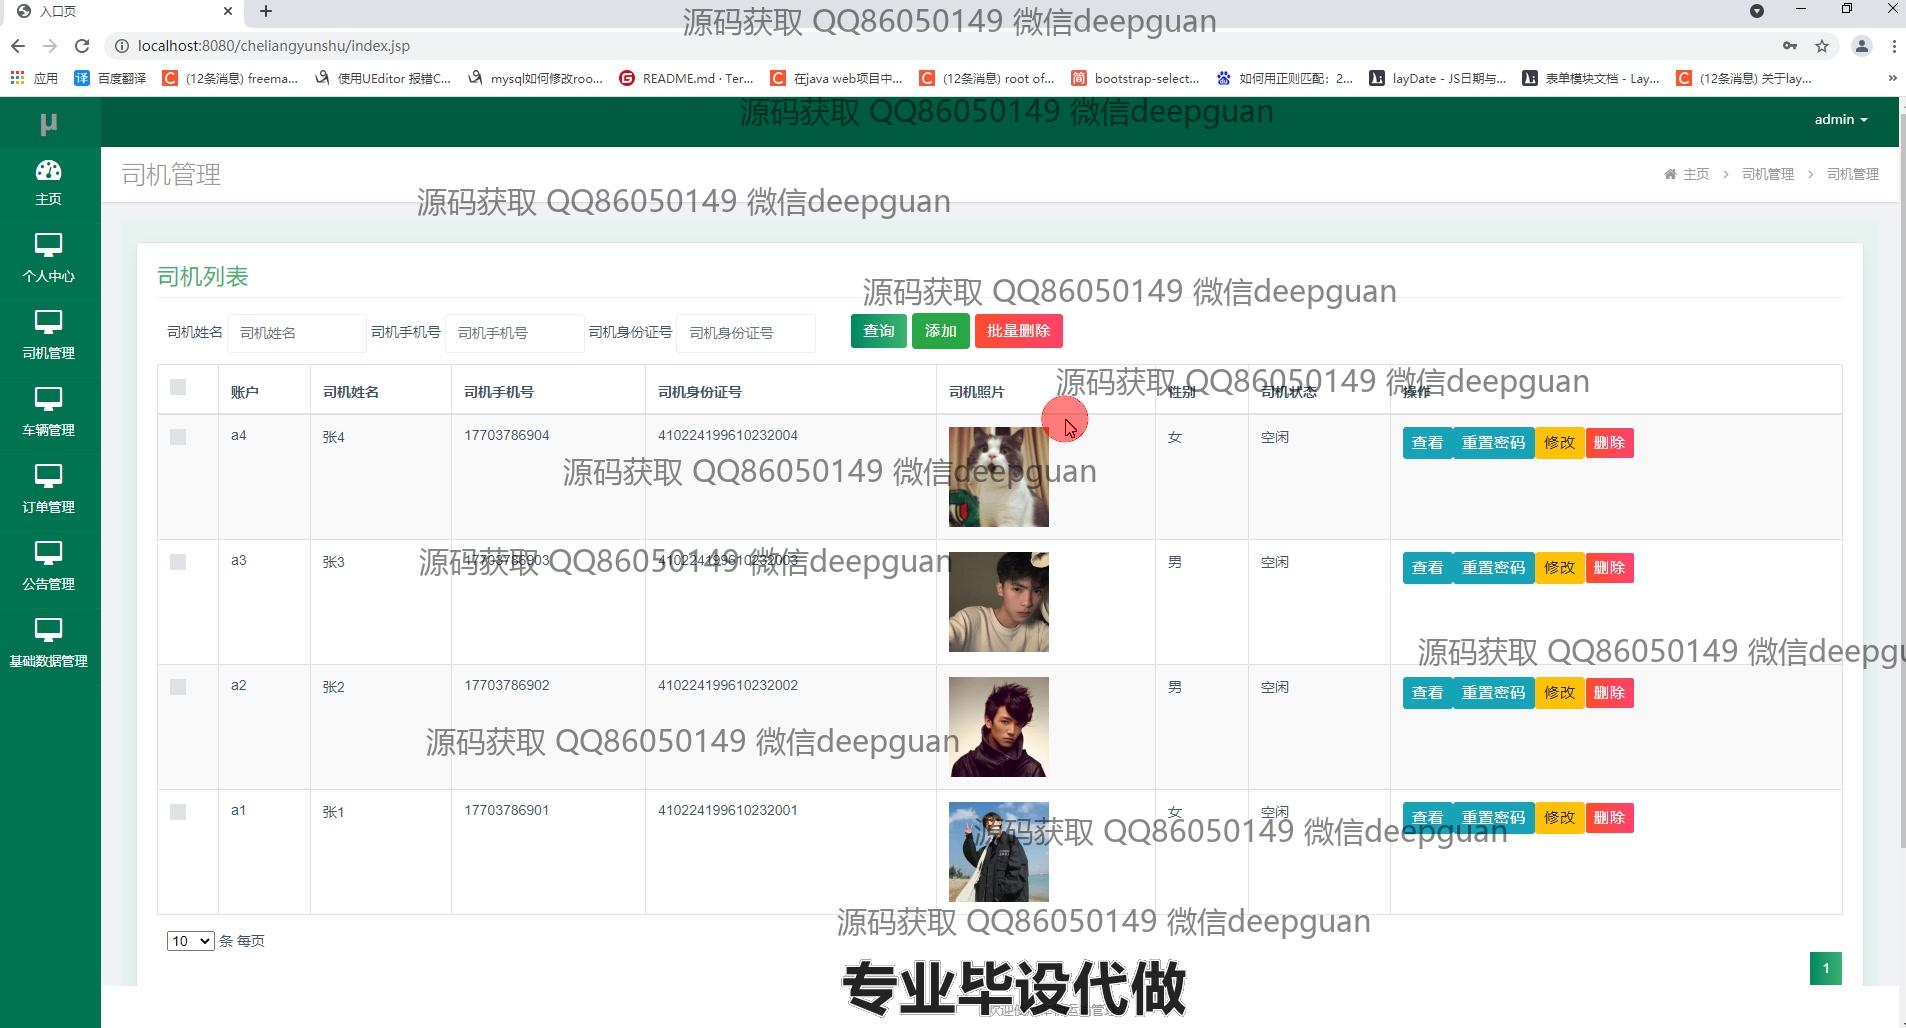 入口页
源码获取 QQ86050149 微信deepguan
localhost:8080/cheliangyunshu/index.jsp
应用 百度翻译 (12条消息) freema... 使用UEditor 报错C... mysql如何修改roo... README.md · Ter... 在java web项目中... (12条消息) root of... bootstrap-select... 如何用正则匹配：2... layDate - JS日期与... 表单模块文档 - Lay... (12条消息) 关于lay...
μ
源码获取 QQ86050149 微信deepguan
admin
主页
个人中心
司机管理
车辆管理
订单管理
公告管理
基础数据管理
司机管理
主页 > 司机管理 > 司机管理
源码获取 QQ86050149 微信deepguan
司机列表
源码获取 QQ86050149 微信deepguan
司机姓名 司机姓名 司机手机号 司机手机号 司机身份证号 司机身份证号 查询 添加 批量删除
账户 司机姓名 司机手机号 司机身份证号 司机照片 性别 司机状态 操作
源码获取 QQ86050149 微信deepguan
a4 张4 17703786904 410224199610232004 女 空闲 查看 重置密码 修改 删除
源码获取 QQ86050149 微信deepguan
a3 张3 17703786903 410224199610232003 男 空闲 查看 重置密码 修改 删除
源码获取 QQ86050149 微信deepguan
源码获取 QQ86050149 微信deepgu
a2 张2 17703786902 410224199610232002 男 空闲 查看 重置密码 修改 删除
源码获取 QQ86050149 微信deepguan
a1 张1 17703786901 410224199610232001 女 空闲 查看 重置密码 修改 删除
源码获取 QQ86050149 微信deepguan
源码获取 QQ86050149 微信deepguan
10 条 每页
1
专业毕设代做